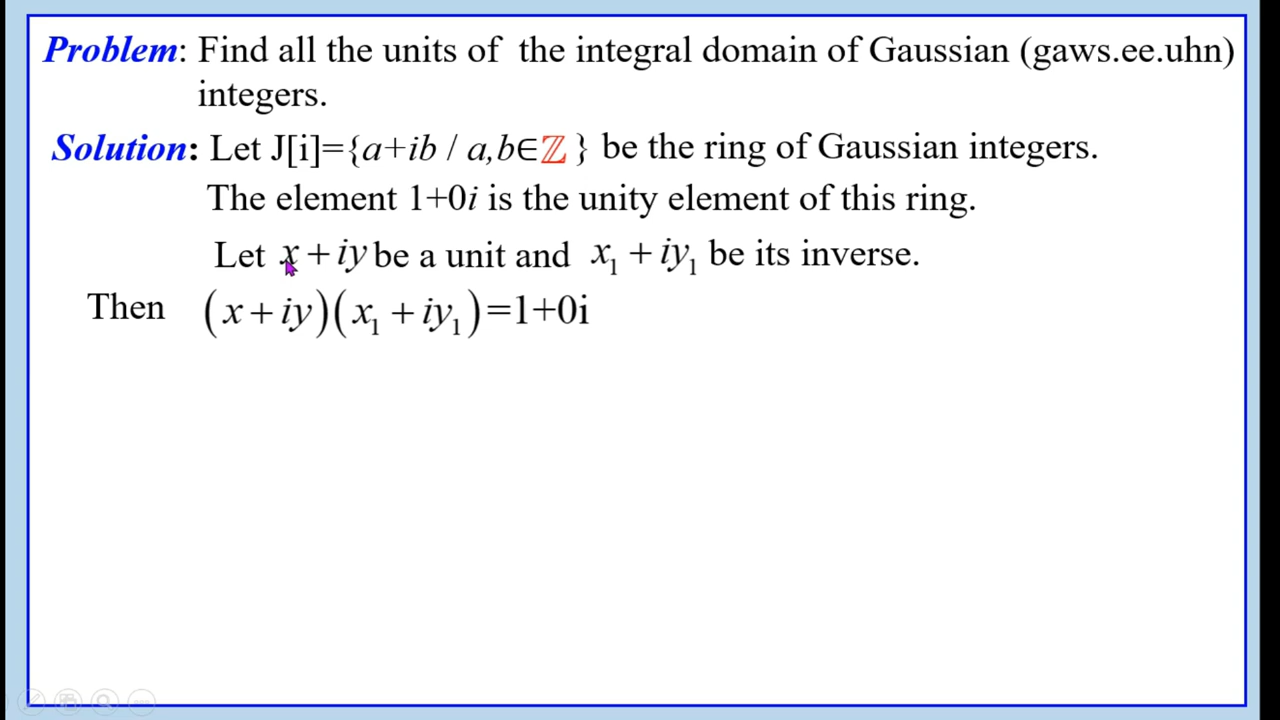 Problem: Find all the units of the integral domain of Gaussian (gaws.ee.uhn)
integers.
Solution: Let J[i]={a+ib / a,b∈ℤ } be the ring of Gaussian integers.
The element 1+0i is the unity element of this ring.
Let x + iy be a unit and x₁ + iy₁ be its inverse.
Then (x + iy)(x₁ + iy₁)=1+0i